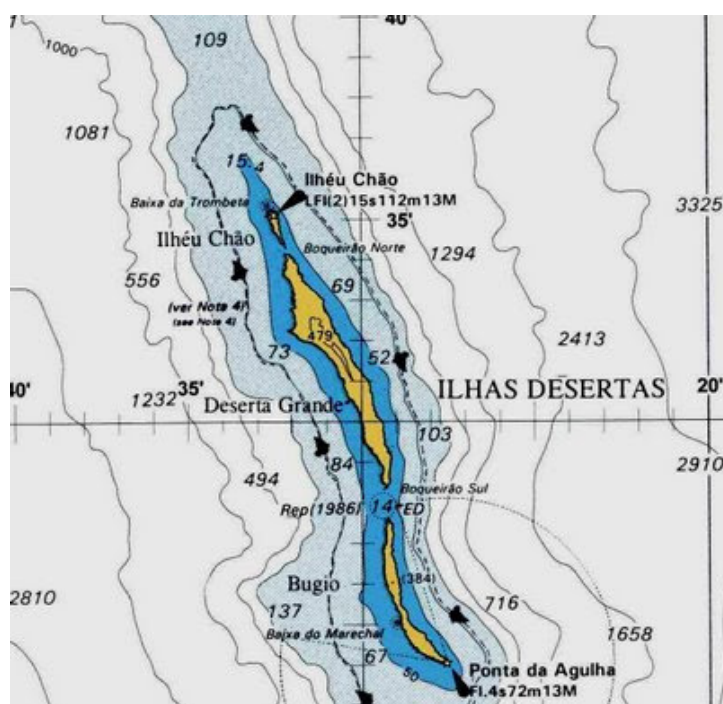 40'
109
1000
1081
15.4
Ilhéu Chão
LFl(2)15s112m13M
Baixa da Trombeta
3325
35'
Ilhéu Chão
Boqueirão Norte
1294
556
69
(ver Nota 4)
(see Nota 4)
479
2413
73
52
40'
35'
ILHAS DESERTAS
20'
1232
Deserta Grande
103
84
2910
494
Boqueirão Sul
Rep(1986)
14
ED
Bugio
(384)
2810
137
716
Baixa do Marechal
1658
67
50
Ponta da Agulha
Fl.4s72m13M